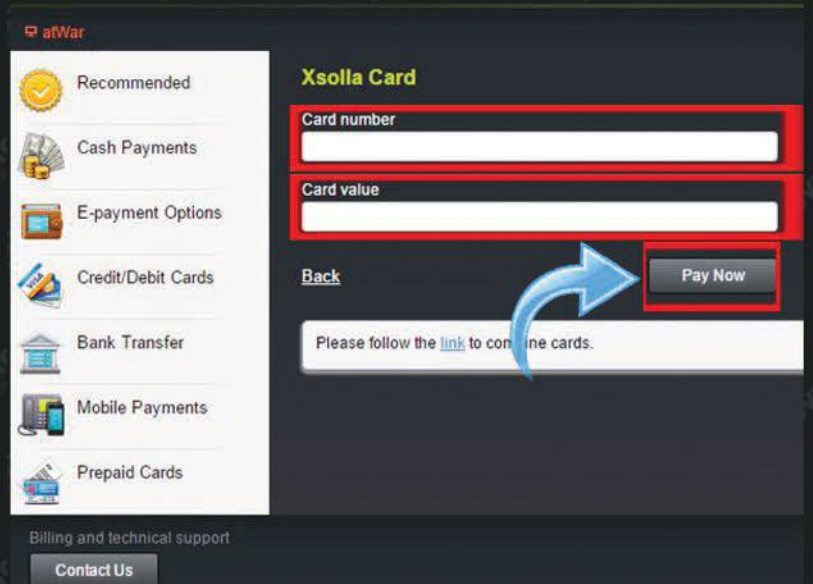 atWar
Recommended
Cash Payments
E-payment Options
Credit/Debit Cards
Bank Transfer
Mobile Payments
Prepaid Cards
Xsolla Card
Card number
Card value
Back
Pay Now
Please follow the link to cards.
Billing and technical support
Contact Us
VISA